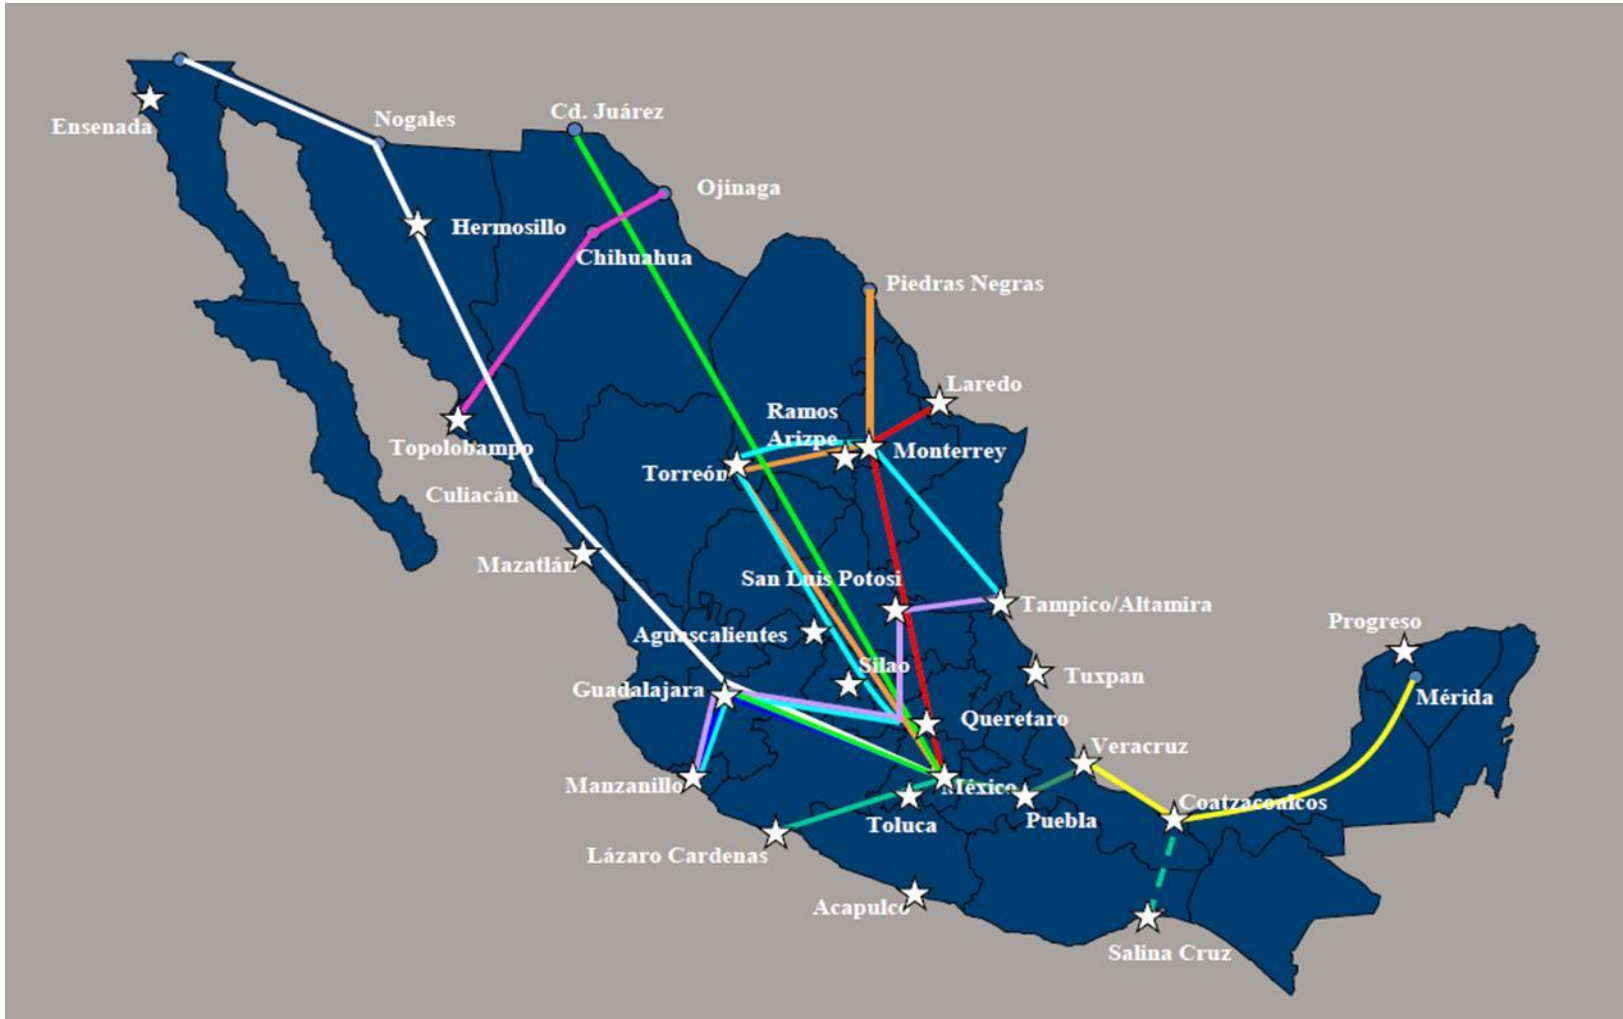 Cd. Juárez
Nogales
Ensenada
Ojinaga
Hermosillo
Chihuahua
Piedras Negras
Laredo
Ramos
Arizpe
Topolobampo
Monterrey
Torreón
Culiacán
Mazatlán
San Luis Potosi
Tampico/Altamira
Progreso
Aguascalientes
Silao
Tuxpan
Guadalajara
Mérida
Queretaro
Veracruz
Manzanillo
México
Coatzacoalcos
Toluca
Puebla
Lázaro Cardenas
Acapulco
Salina Cruz